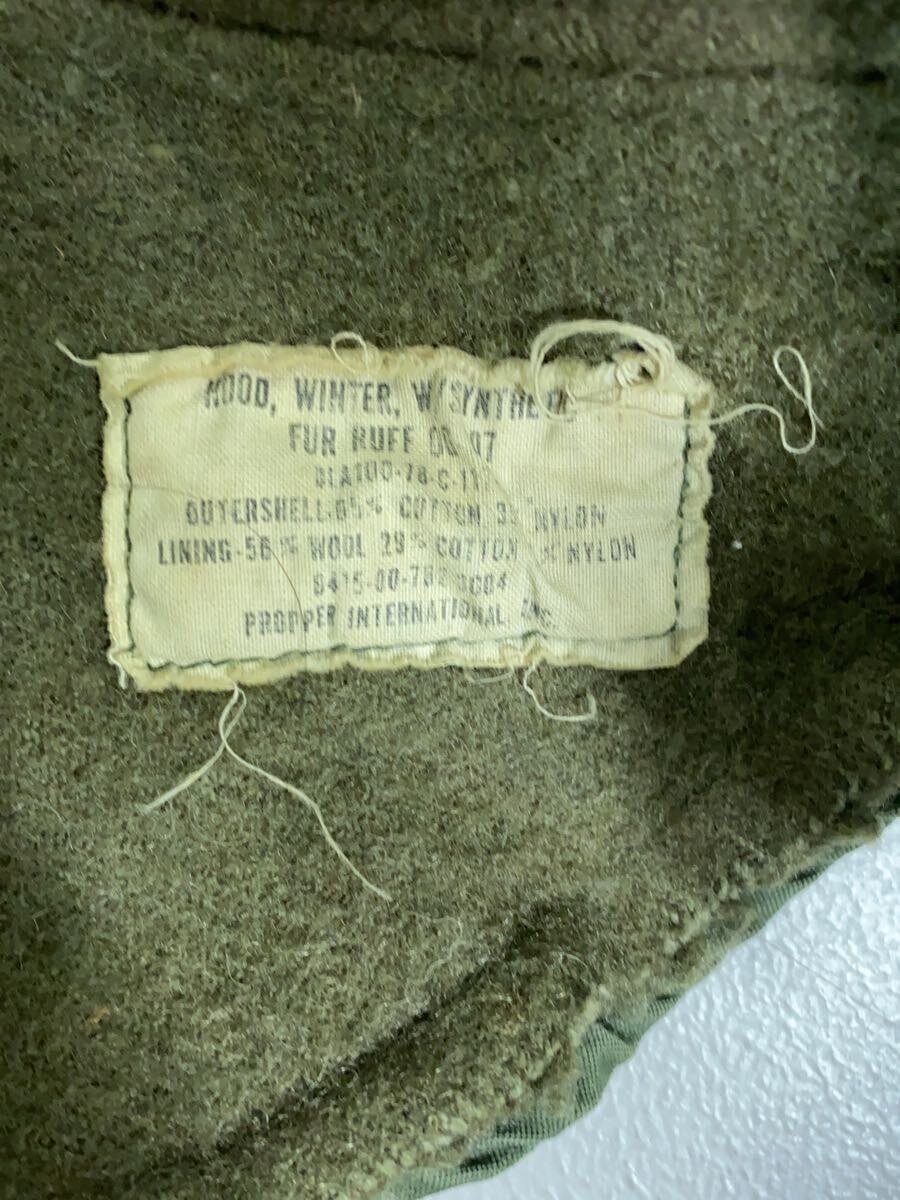 HOOD, WINTER, W/SYNTHETIC
FUR RUFF OG 107
DLA100-78-C-11
OUTERSHELL-65% COTTON, NYLON
LINING-56% WOOL 29% COTTON % NYLON
8415-00-782
PROPPER INTERNATIONAL, INC.